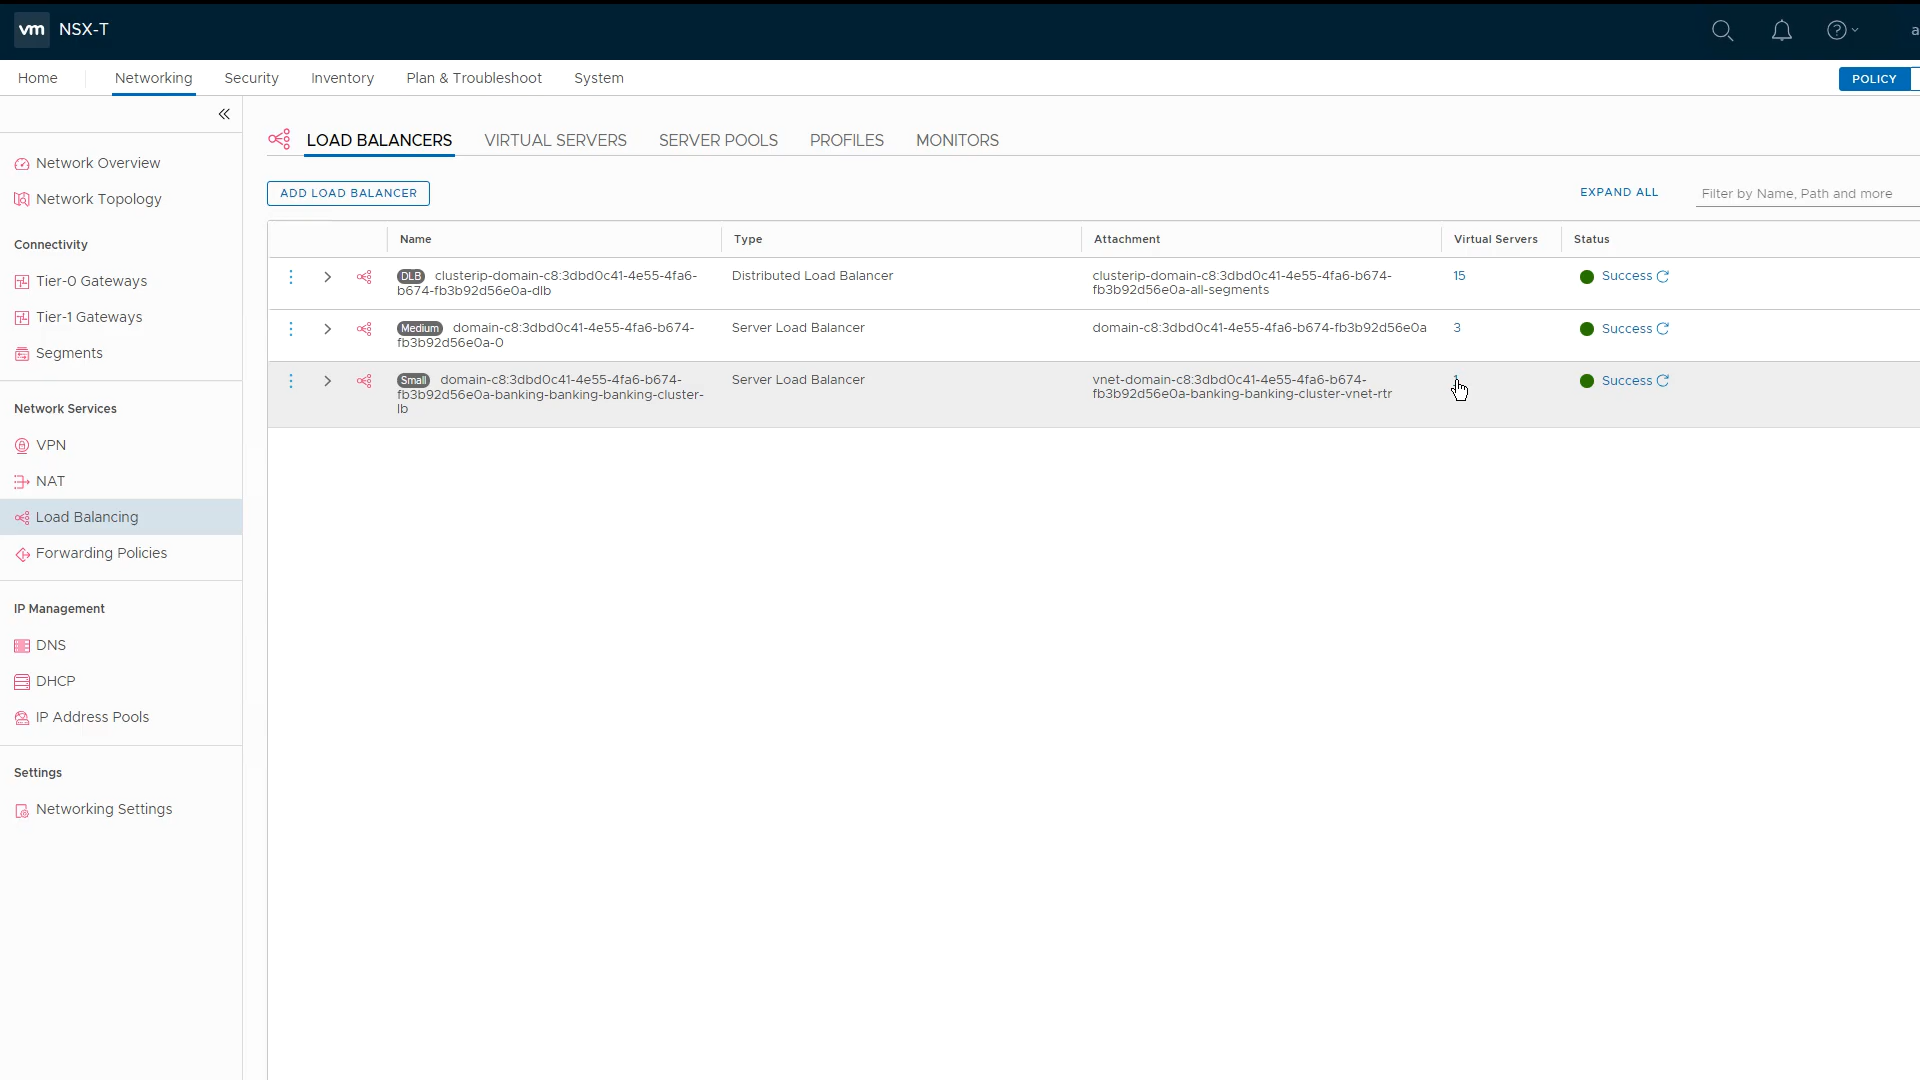 vm NSX-T
Home Networking Security Inventory Plan & Troubleshoot System
POLICY
LOAD BALANCERS VIRTUAL SERVERS SERVER POOLS PROFILES MONITORS
Network Overview
Network Topology
Connectivity
Tier-0 Gateways
Tier-1 Gateways
Segments
Network Services
VPN
NAT
Load Balancing
Forwarding Policies
IP Management
DNS
DHCP
IP Address Pools
Settings
Networking Settings
ADD LOAD BALANCER
EXPAND ALL
Filter by Name, Path and more
Name Type Attachment Virtual Servers Status
DLB clusterip-domain-c8:3dbd0c41-4e55-4fa6-
b674-fb3b92d56e0a-dlb
Distributed Load Balancer
clusterip-domain-c8:3dbd0c41-4e55-4fa6-b674-
fb3b92d56e0a-all-segments
15
Success
Medium domain-c8:3dbd0c41-4e55-4fa6-b674-
fb3b92d56e0a-0
Server Load Balancer
domain-c8:3dbd0c41-4e55-4fa6-b674-fb3b92d56e0a
3
Success
Small domain-c8:3dbd0c41-4e55-4fa6-b674-
fb3b92d56e0a-banking-banking-banking-cluster-
lb
Server Load Balancer
vnet-domain-c8:3dbd0c41-4e55-4fa6-b674-
fb3b92d56e0a-banking-banking-cluster-vnet-rtr
Success